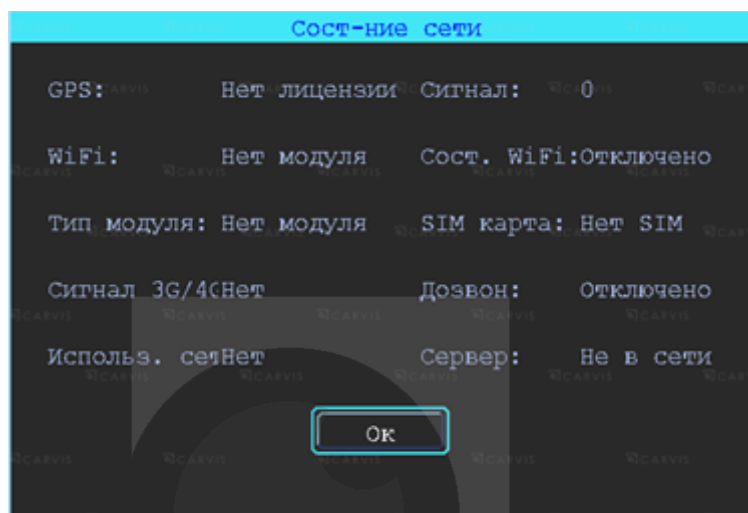 Сост-ние сети
GPS: Нет лицензии Сигнал: 0
WiFi: Нет модуля Сост. WiFi:Отключено
Тип модуля: Нет модуля SIM карта: Нет SIM
Сигнал 3G/4GНет Дозвон: Отключено
Использ. сетНет Сервер: Не в сети
Ок
CARVIS